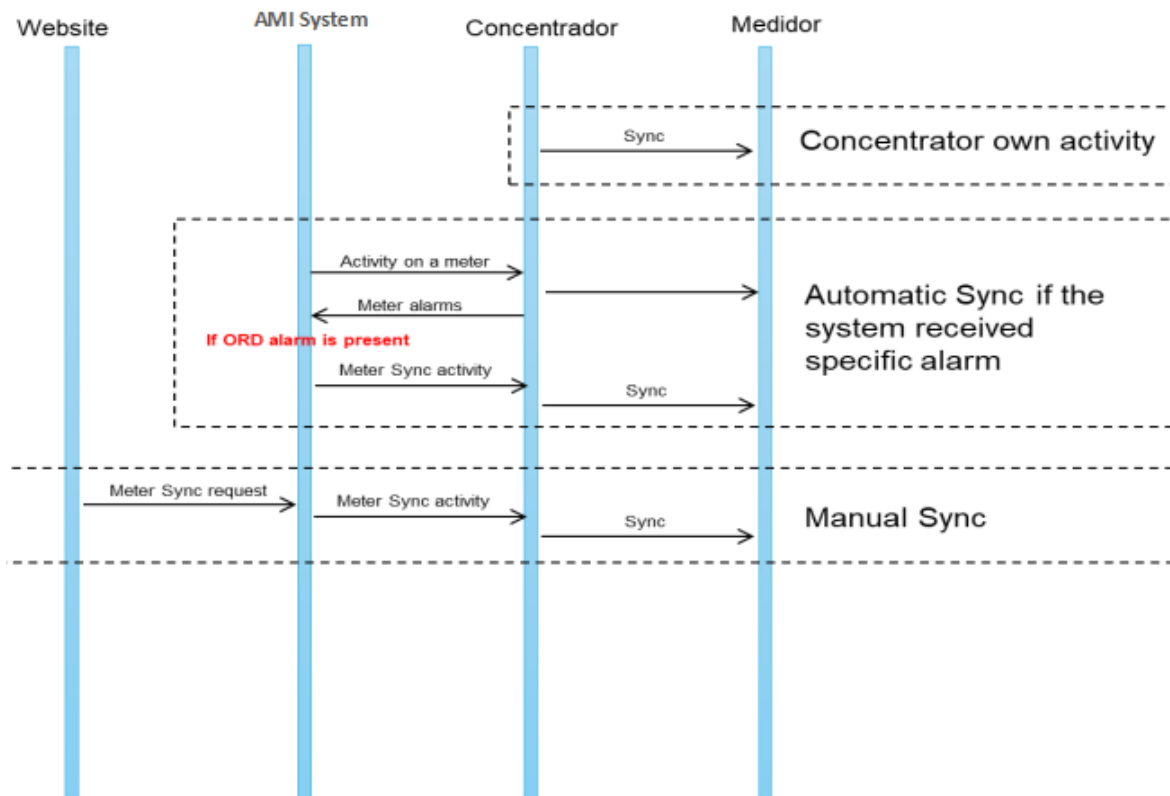 Website
AMI System
Concentrador
Medidor
Sync
Concentrator own activity
Activity on a meter
Meter alarms
If ORD alarm is present
Meter Sync activity
Sync
Automatic Sync if the
system received
specific alarm
Meter Sync request
Meter Sync activity
Sync
Manual Sync